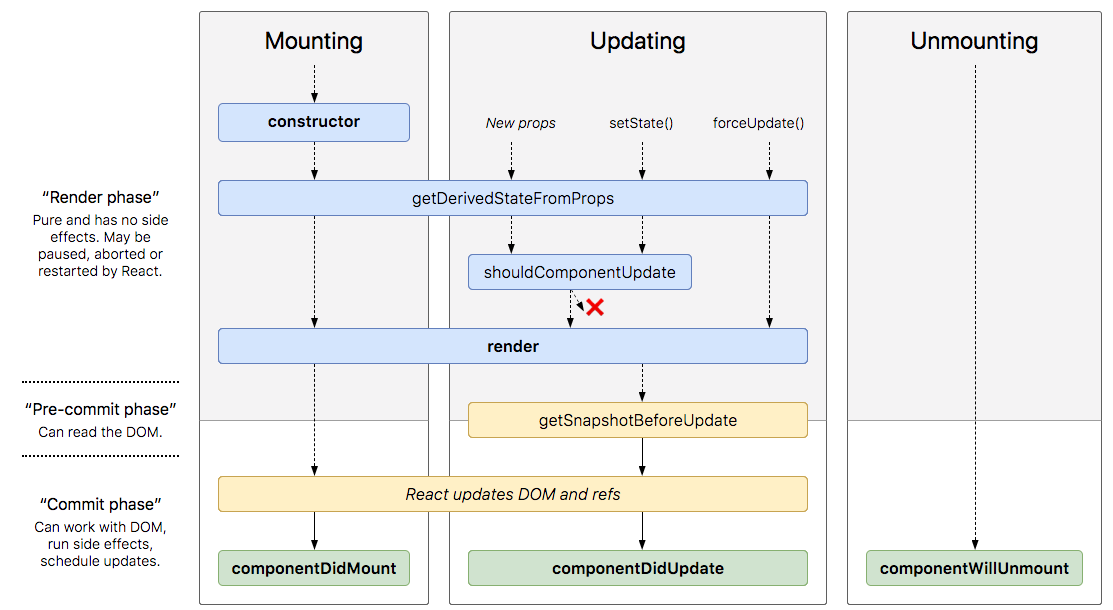 Mounting
Updating
Unmounting
constructor
New props
setState()
forceUpdate()
“Render phase”
Pure and has no side
effects. May be
paused, aborted or
restarted by React.
getDerivedStateFromProps
shouldComponentUpdate
render
“Pre-commit phase”
Can read the DOM.
getSnapshotBeforeUpdate
“Commit phase”
Can work with DOM,
run side effects,
schedule updates.
React updates DOM and refs
componentDidMount
componentDidUpdate
componentWillUnmount